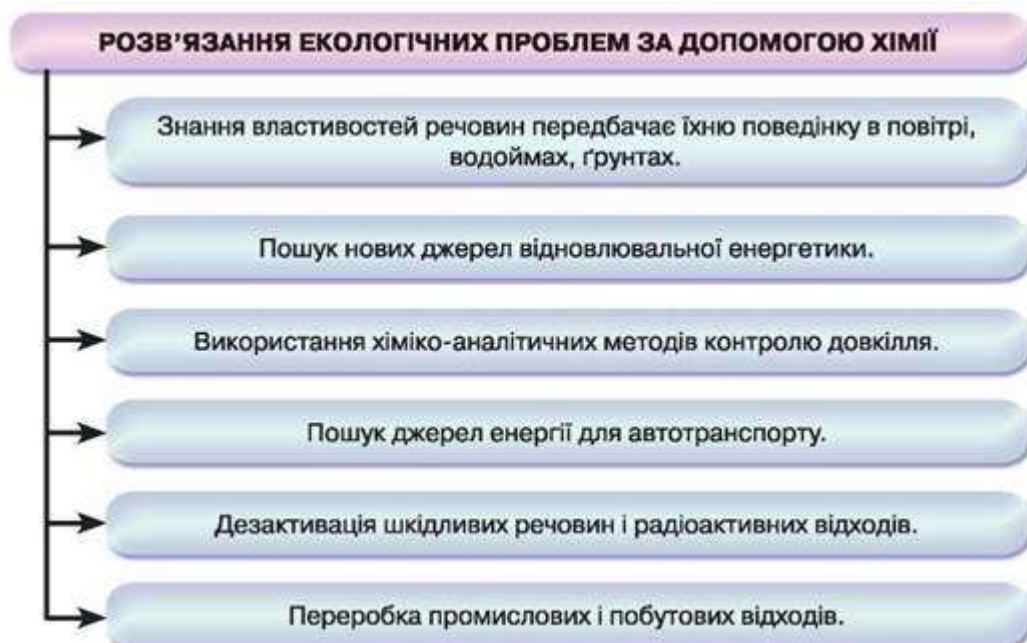 РОЗВ’ЯЗАННЯ ЕКОЛОГІЧНИХ ПРОБЛЕМ ЗА ДОПОМОГОЮ ХІМІЇ
Знання властивостей речовин передбачає їхню поведінку в повітрі,
водоймах, ґрунтах.
Пошук нових джерел відновлювальної енергетики.
Використання хіміко-аналітичних методів контролю довкілля.
Пошук джерел енергії для автотранспорту.
Дезактивація шкідливих речовин і радіоактивних відходів.
Переробка промислових і побутових відходів.